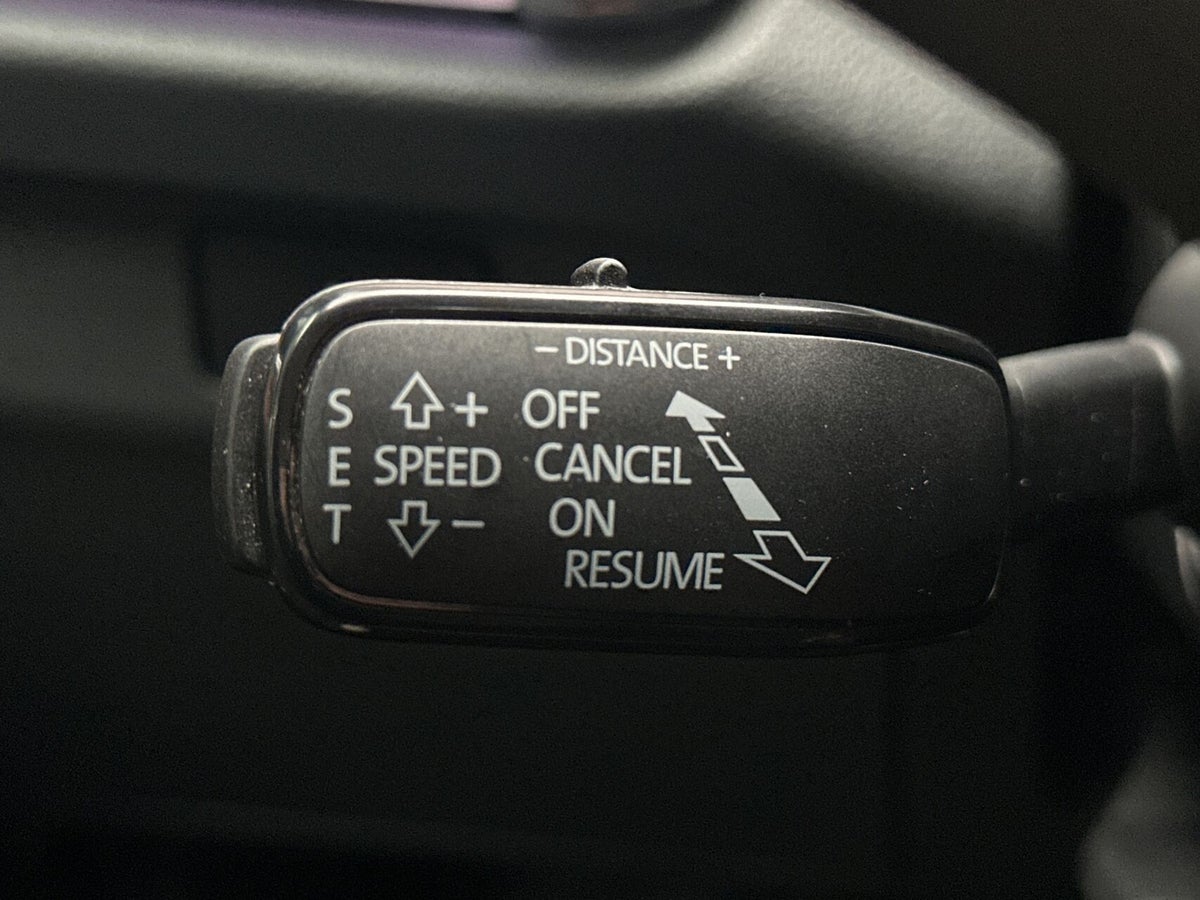 - DISTANCE +
S + OFF
E SPEED CANCEL
T - ON
RESUME